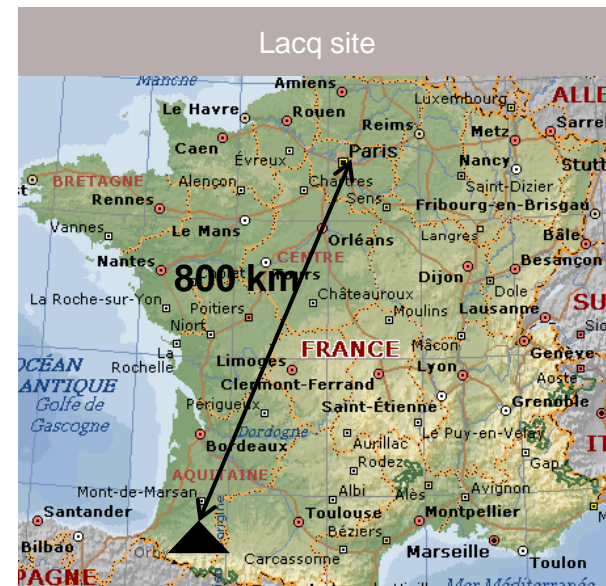 Lacq site
Manche
Amiens
Luxembourg
ALLE
Le Havre
Rouen
Reims
Metz
Sarrel
Caen
Évreux
Paris
Nancy
Stutt
BRETAGNE
Alençon
Chartres
Saint-Dizier
Rennes
Sens
Fribourg-en-Brisgau
Vannes
Le Mans
Orléans
Langres
Bâle
Nantes
CENTRE
Besançon
800 km
Tours
Dijon
La Roche-sur-Yon
Châteauroux
Dole
SU
Poitiers
Moulins
Lausanne
Niort
La
Rochelle
FRANCE
Mâcon
OCÉAN
Limoges
Lyon
Genève
ANTIQUE
Clermont-Ferrand
Aoste
Golfe de
Gascogne
Périgueux
Saint-Étienne
Grenoble
Dordogne
Le Puy-en-Velay
Bordeaux
Aurillac
IT
Rodez
Gap
AQUITAINE
Mont-de-Marsan
Albi
Alès
Avignon
Santander
Toulouse
Montpellier
Béziers
Bilbao
Marseille
Carcassonne
Toulon
PAGNE
Mer Méditerranée